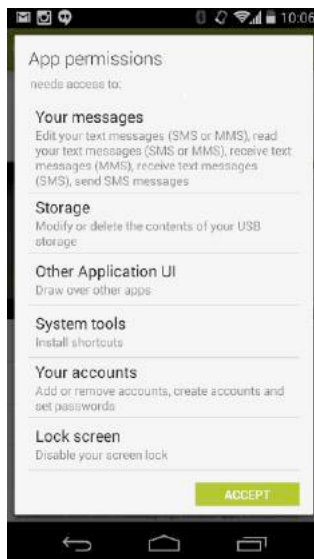 10:06
App permissions
needs access to:
Your messages
Edit your text messages (SMS or MMS), read
your text messages (SMS or MMS), receive text
messages (MMS), receive text messages
(SMS), send SMS messages
Storage
Modify or delete the contents of your USB
storage
Other Application UI
Draw over other apps
System tools
Install shortcuts
Your accounts
Add or remove accounts, create accounts and
set passwords
Lock screen
Disable your screen lock
ACCEPT